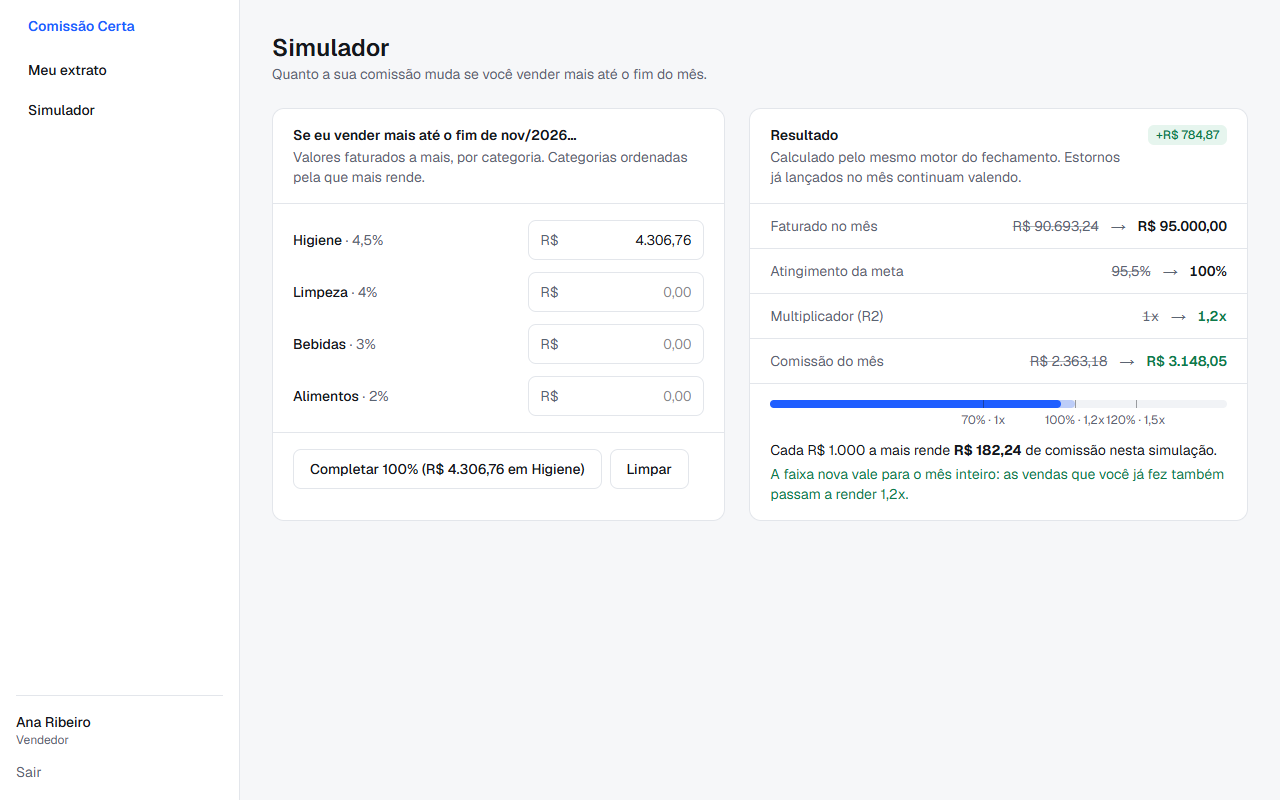 Comissão Certa
Meu extrato
Simulador
Ana Ribeiro
Vendedor
Sair
Simulador
Quanto a sua comissão muda se você vender mais até o fim do mês.
Se eu vender mais até o fim de nov/2026...
Valores faturados a mais, por categoria. Categorias ordenadas
pela que mais rende.
Higiene · 4,5% R$ 4.306,76
Limpeza · 4% R$ 0,00
Bebidas · 3% R$ 0,00
Alimentos · 2% R$ 0,00
Completar 100% (R$ 4.306,76 em Higiene) Limpar
Resultado +R$ 784,87
Calculado pelo mesmo motor do fechamento. Estornos
já lançados no mês continuam valendo.
Faturado no mês R$ 90.693,24 → R$ 95.000,00
Atingimento da meta 95,5% → 100%
Multiplicador (R2) 1x → 1,2x
Comissão do mês R$ 2.363,18 → R$ 3.148,05
70% · 1x 100% · 1,2x 120% · 1,5x
Cada R$ 1.000 a mais rende R$ 182,24 de comissão nesta simulação.
A faixa nova vale para o mês inteiro: as vendas que você já fez também
passam a render 1,2x.